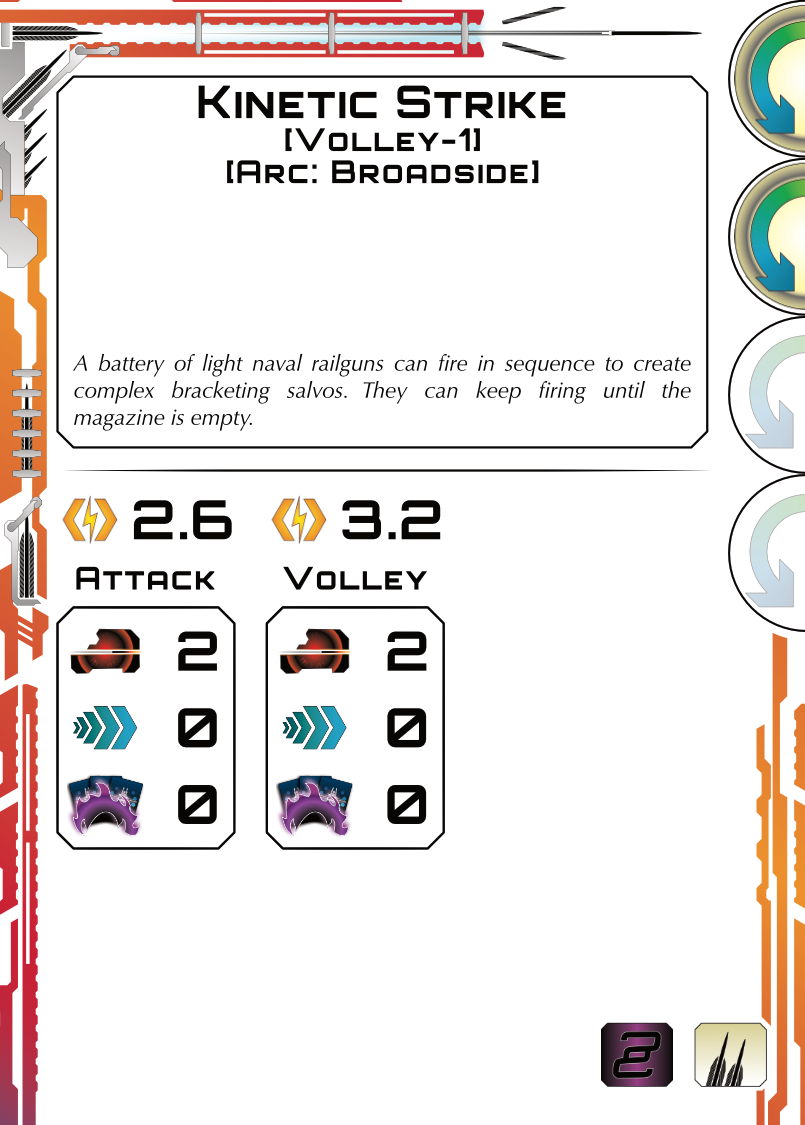 Kinetic Strike
[Volley-1]
[Arc: Broadside]
A battery of light naval railguns can fire in sequence to create
complex bracketing salvos. They can keep firing until the
magazine is empty.
2.6 3.2
Attack Volley
2 2
0 0
0 0
2